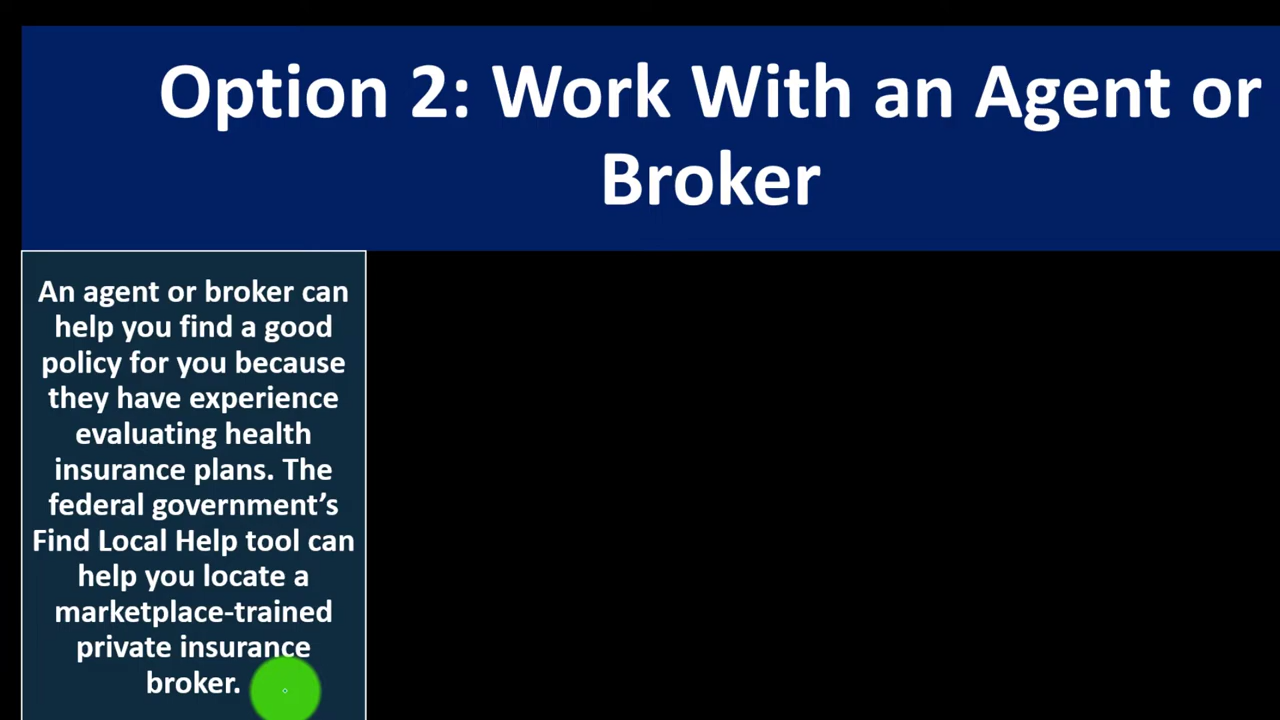 Option 2: Work With an Agent or
Broker
An agent or broker can
help you find a good
policy for you because
they have experience
evaluating health
insurance plans. The
federal government’s
Find Local Help tool can
help you locate a
marketplace-trained
private insurance
broker.